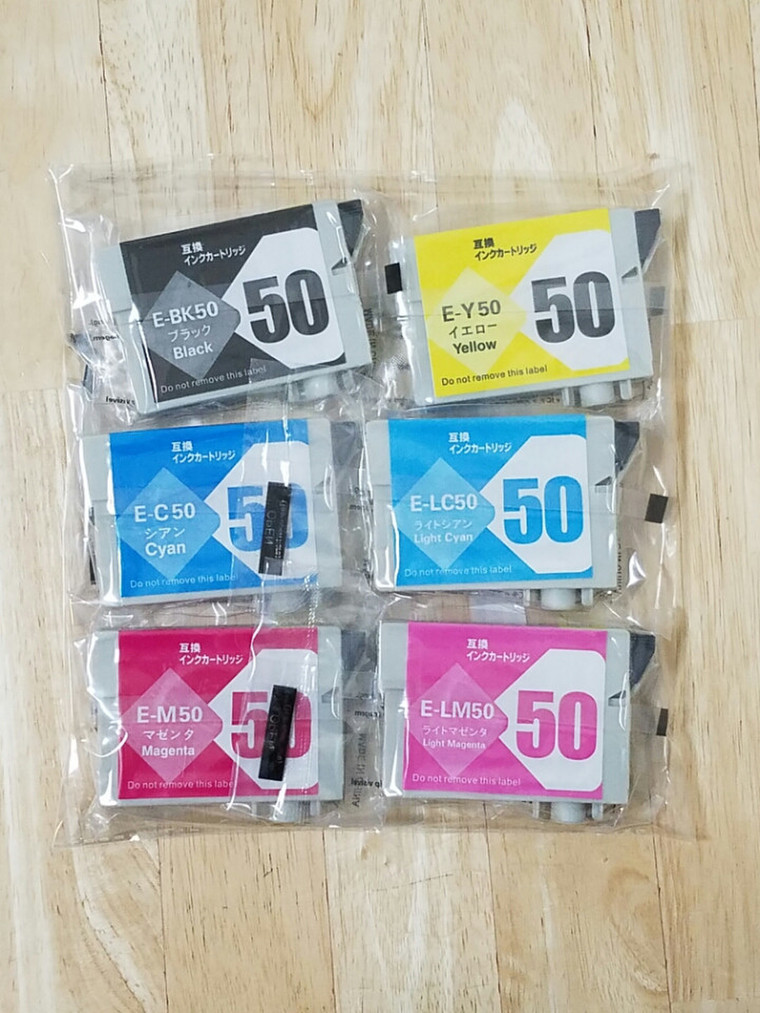 互換
インクカートリッジ
E-BK50
ブラック
Black
50
Do not remove this label
互換
インクカートリッジ
E-Y50
イエロー
Yellow
50
Do not remove this label
互換
インクカートリッジ
E-C50
シアン
Cyan
50
Do not remove this label
互換
インクカートリッジ
E-LC50
ライトシアン
Light Cyan
50
Do not remove this label
互換
インクカートリッジ
E-M50
マゼンタ
Magenta
50
Do not remove this label
互換
インクカートリッジ
E-LM50
ライトマゼンタ
Light Magenta
50
Do not remove this label